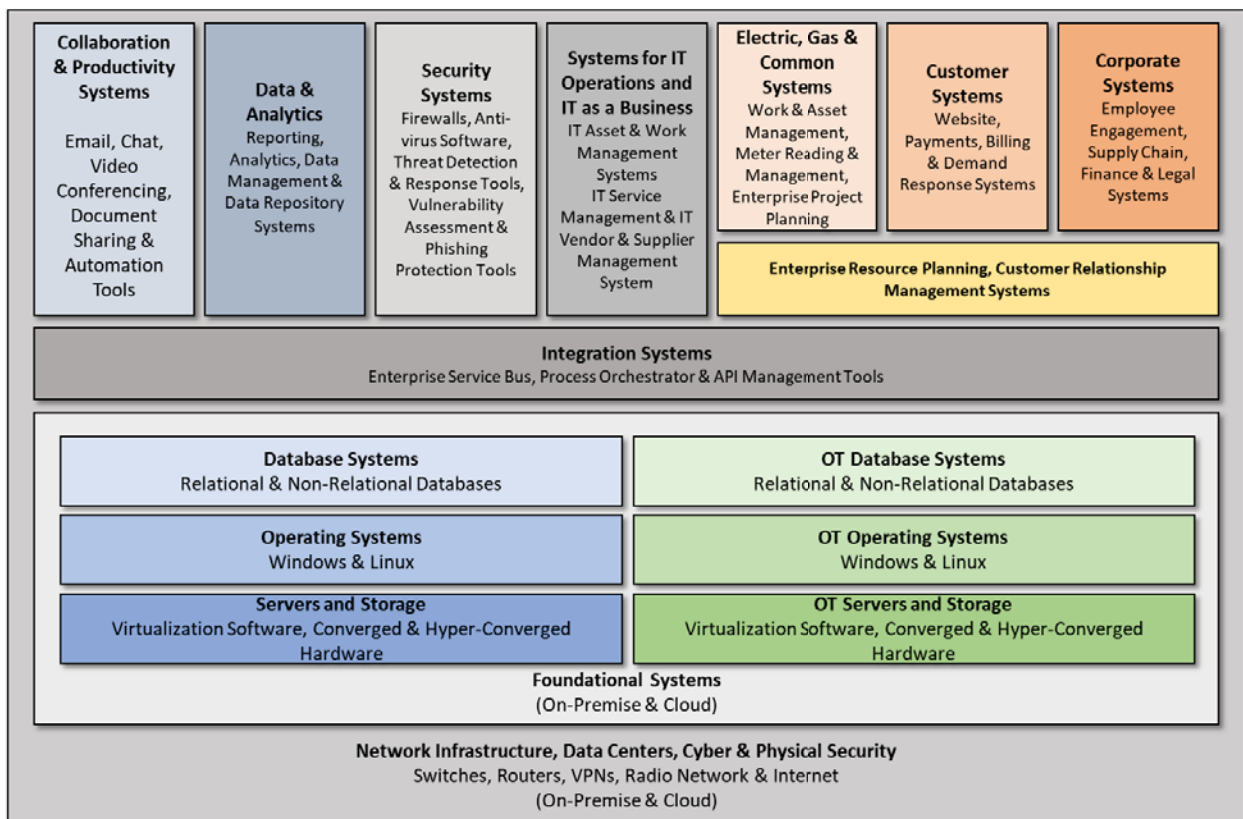 Collaboration
& Productivity
Systems
Email, Chat,
Video
Conferencing,
Document
Sharing &
Automation
Tools
Data &
Analytics
Reporting,
Analytics, Data
Management &
Data Repository
Systems
Security
Systems
Firewalls, Anti-
virus Software,
Threat Detection
& Response Tools,
Vulnerability
Assessment &
Phishing
Protection Tools
Systems for IT
Operations and
IT as a Business
IT Asset & Work
Management
Systems
IT Service
Management & IT
Vendor & Supplier
Management
System
Electric, Gas &
Common
Systems
Work & Asset
Management,
Meter Reading &
Management,
Enterprise Project
Planning
Customer
Systems
Website,
Payments, Billing
& Demand
Response Systems
Corporate
Systems
Employee
Engagement,
Supply Chain,
Finance & Legal
Systems
Enterprise Resource Planning, Customer Relationship
Management Systems
Integration Systems
Enterprise Service Bus, Process Orchestrator & API Management Tools
Database Systems
Relational & Non-Relational Databases
OT Database Systems
Relational & Non-Relational Databases
Operating Systems
Windows & Linux
OT Operating Systems
Windows & Linux
Servers and Storage
Virtualization Software, Converged & Hyper-Converged
Hardware
OT Servers and Storage
Virtualization Software, Converged & Hyper-Converged
Hardware
Foundational Systems
(On-Premise & Cloud)
Network Infrastructure, Data Centers, Cyber & Physical Security
Switches, Routers, VPNs, Radio Network & Internet
(On-Premise & Cloud)